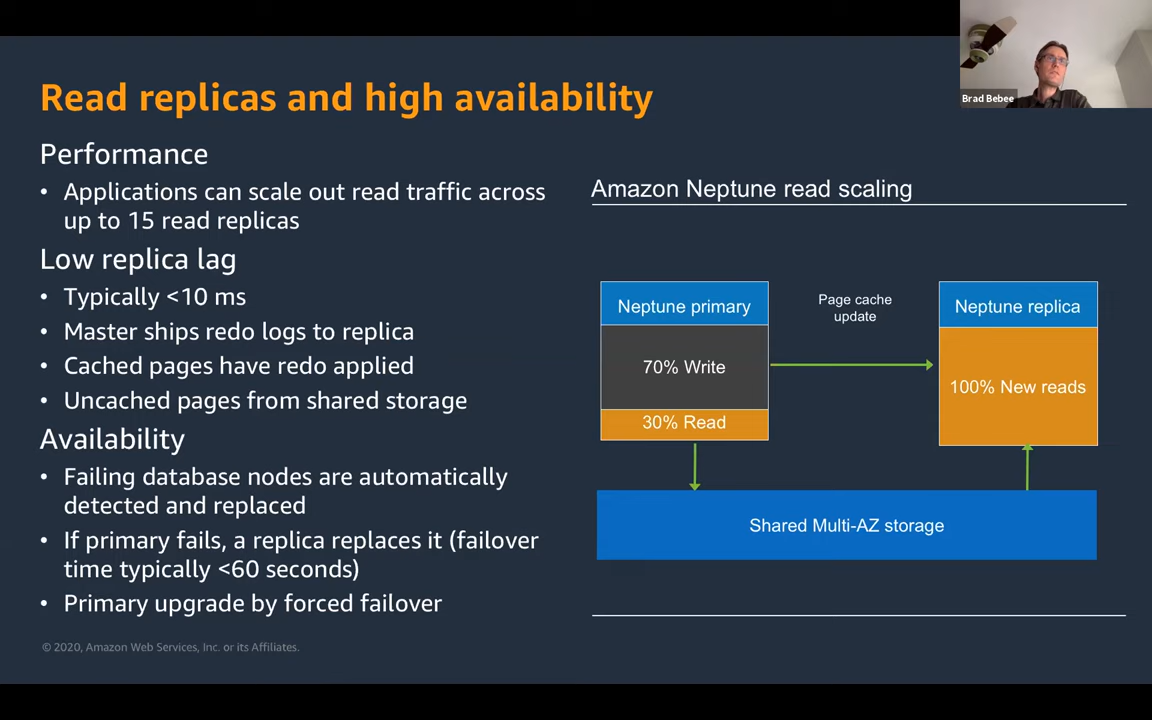 Brad Bebee
Read replicas and high availability
Performance
• Applications can scale out read traffic across
up to 15 read replicas
Low replica lag
• Typically <10 ms
• Master ships redo logs to replica
• Cached pages have redo applied
• Uncached pages from shared storage
Availability
• Failing database nodes are automatically
detected and replaced
• If primary fails, a replica replaces it (failover
time typically <60 seconds)
• Primary upgrade by forced failover
Amazon Neptune read scaling
Neptune primary
70% Write
30% Read
Page cache
update
Neptune replica
100% New reads
Shared Multi-AZ storage
© 2020, Amazon Web Services, Inc. or its Affiliates.